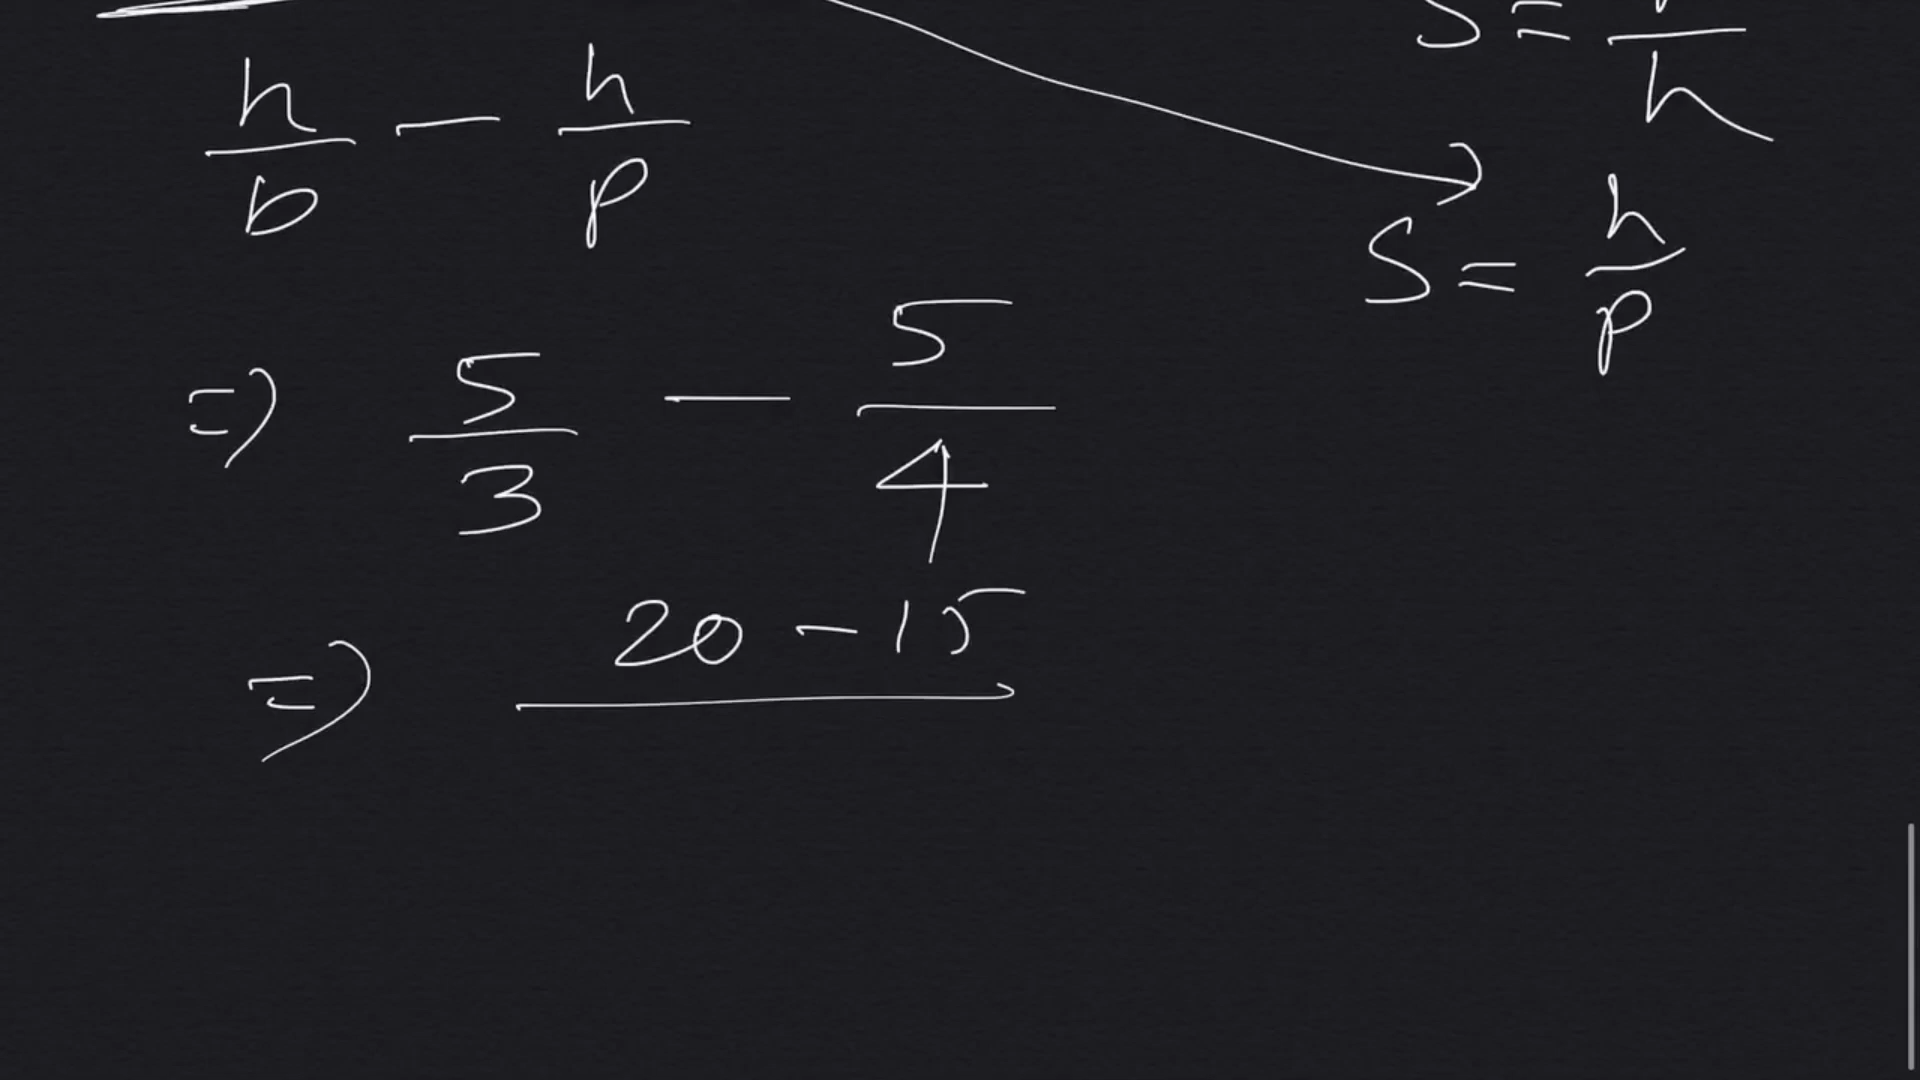 h/b - h/p
S = /h
S = h/p
=> 5/3 - 5/4
=> 20 - 15